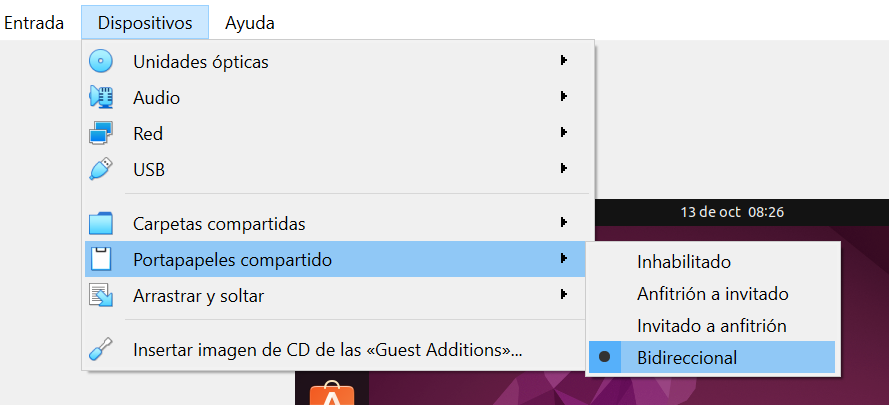 Entrada Dispositivos Ayuda
Unidades ópticas
Audio
Red
USB
Carpetas compartidas
13 de oct 08:26
Portapapeles compartido
Inhabilitado
Arrastrar y soltar
Anfitrión a invitado
Invitado a anfitrión
Insertar imagen de CD de las «Guest Additions»...
Bidireccional